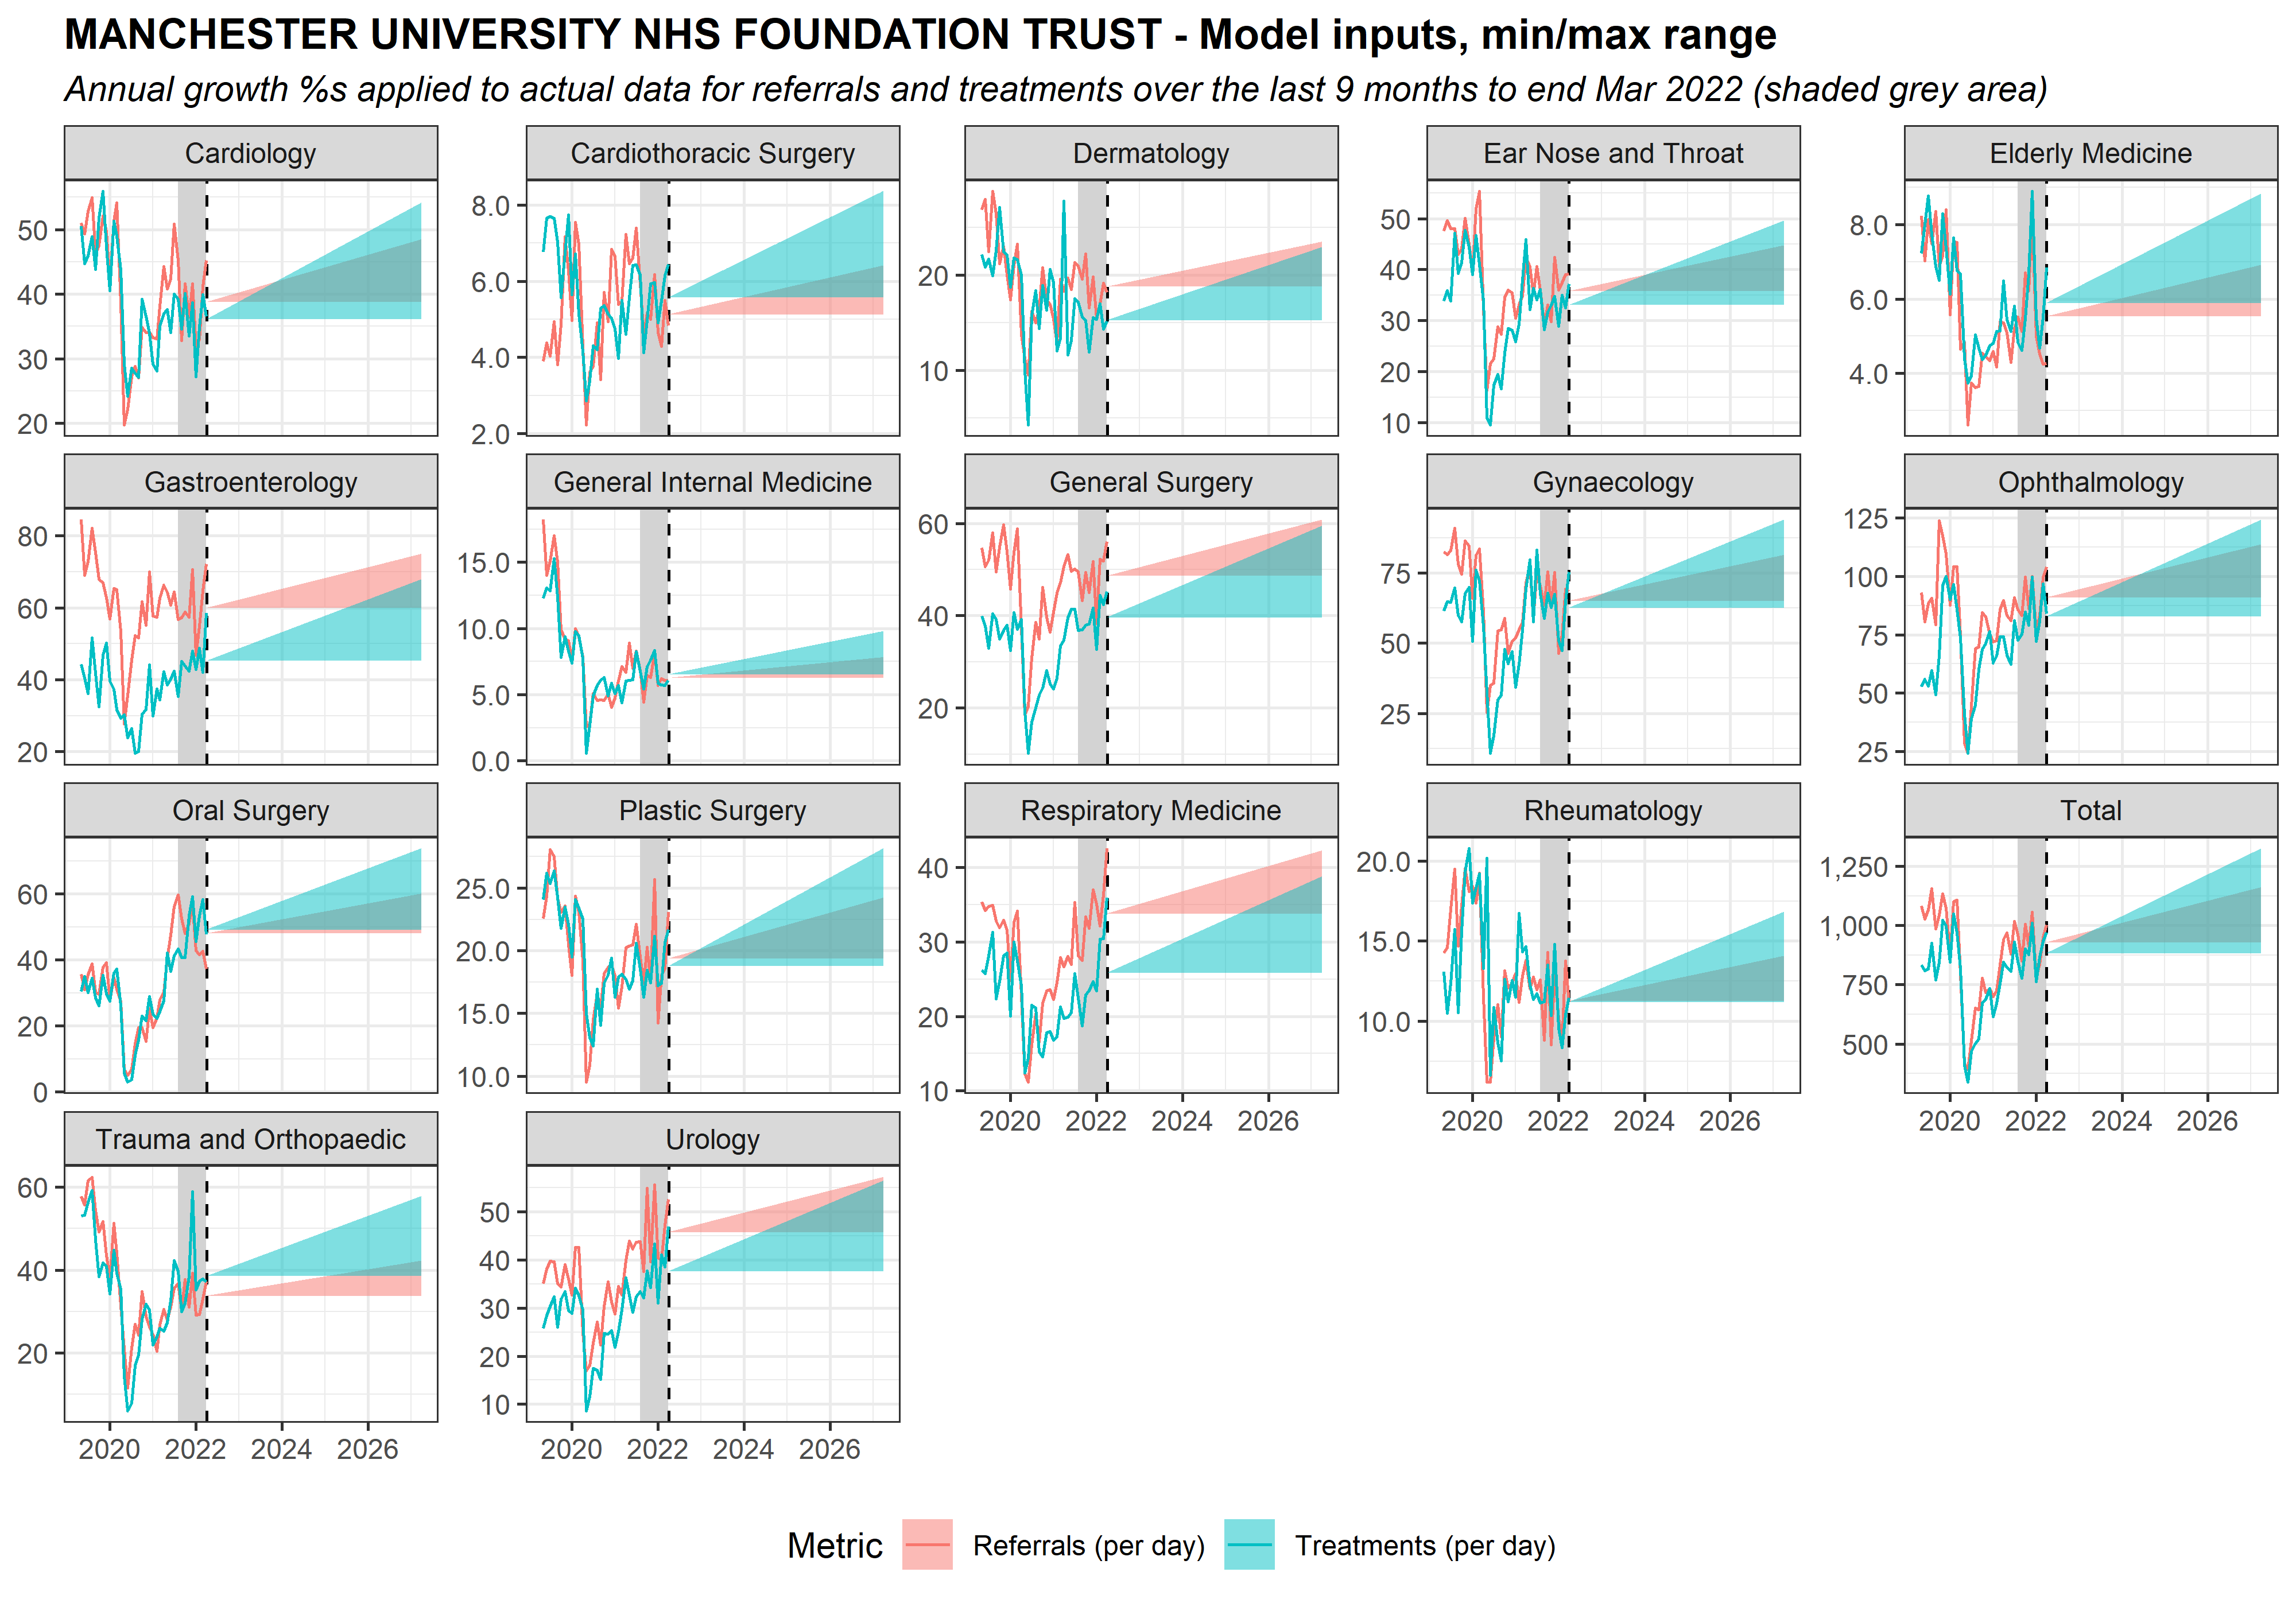 MANCHESTER UNIVERSITY NHS FOUNDATION TRUST - Model inputs, min/max range
Annual growth %s applied to actual data for referrals and treatments over the last 9 months to end Mar 2022 (shaded grey area)
Cardiology
50
40
30
20
Cardiothoracic Surgery
8.0
6.0
4.0
2.0
Dermatology
20
10
Ear Nose and Throat
50
40
30
20
10
Elderly Medicine
8.0
6.0
4.0
Gastroenterology
80
60
40
20
General Internal Medicine
15.0
10.0
5.0
0.0
General Surgery
60
40
20
Gynaecology
75
50
25
Ophthalmology
125
100
75
50
25
Oral Surgery
60
40
20
0
Plastic Surgery
25.0
20.0
15.0
10.0
Respiratory Medicine
40
30
20
10
2020 2022 2024 2026
Rheumatology
20.0
15.0
10.0
2020 2022 2024 2026
Total
1,250
1,000
750
500
2020 2022 2024 2026
Trauma and Orthopaedic
60
40
20
2020 2022 2024 2026
Urology
50
40
30
20
10
2020 2022 2024 2026
Metric Referrals (per day) Treatments (per day)